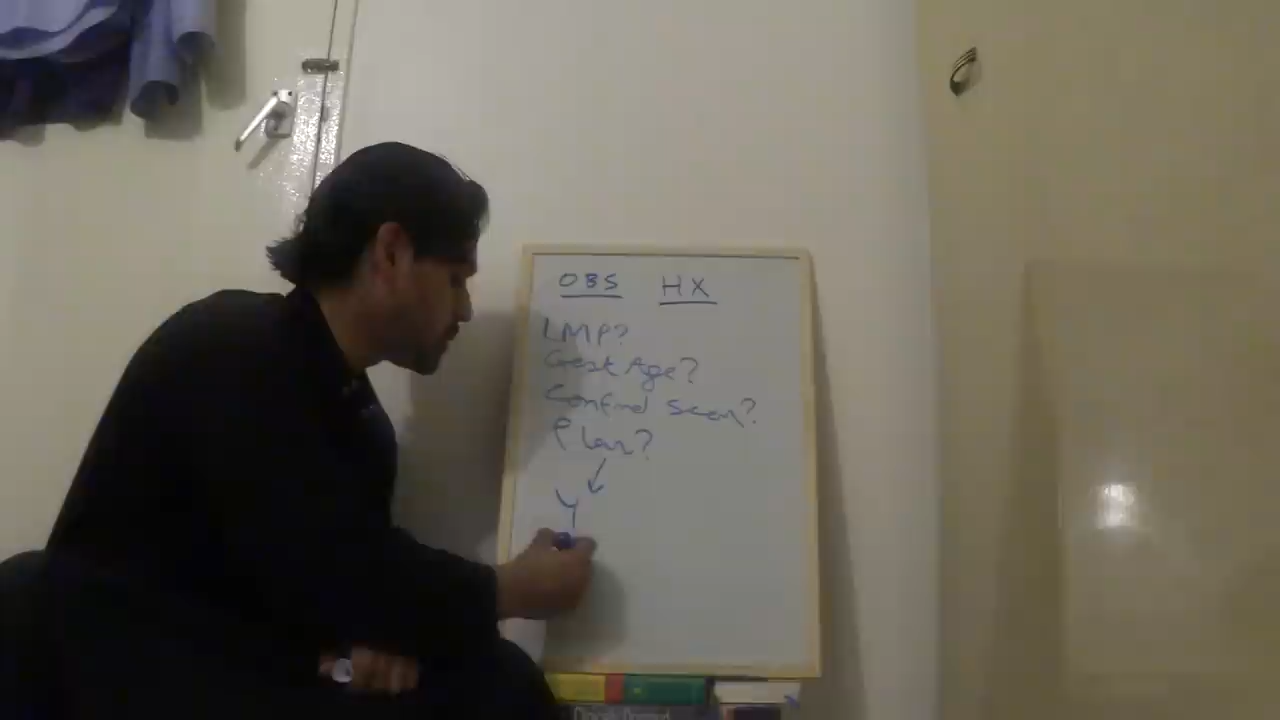 OBS HX
LMP?
Gest Age?
Confirmed Scan?
Plan?
Y